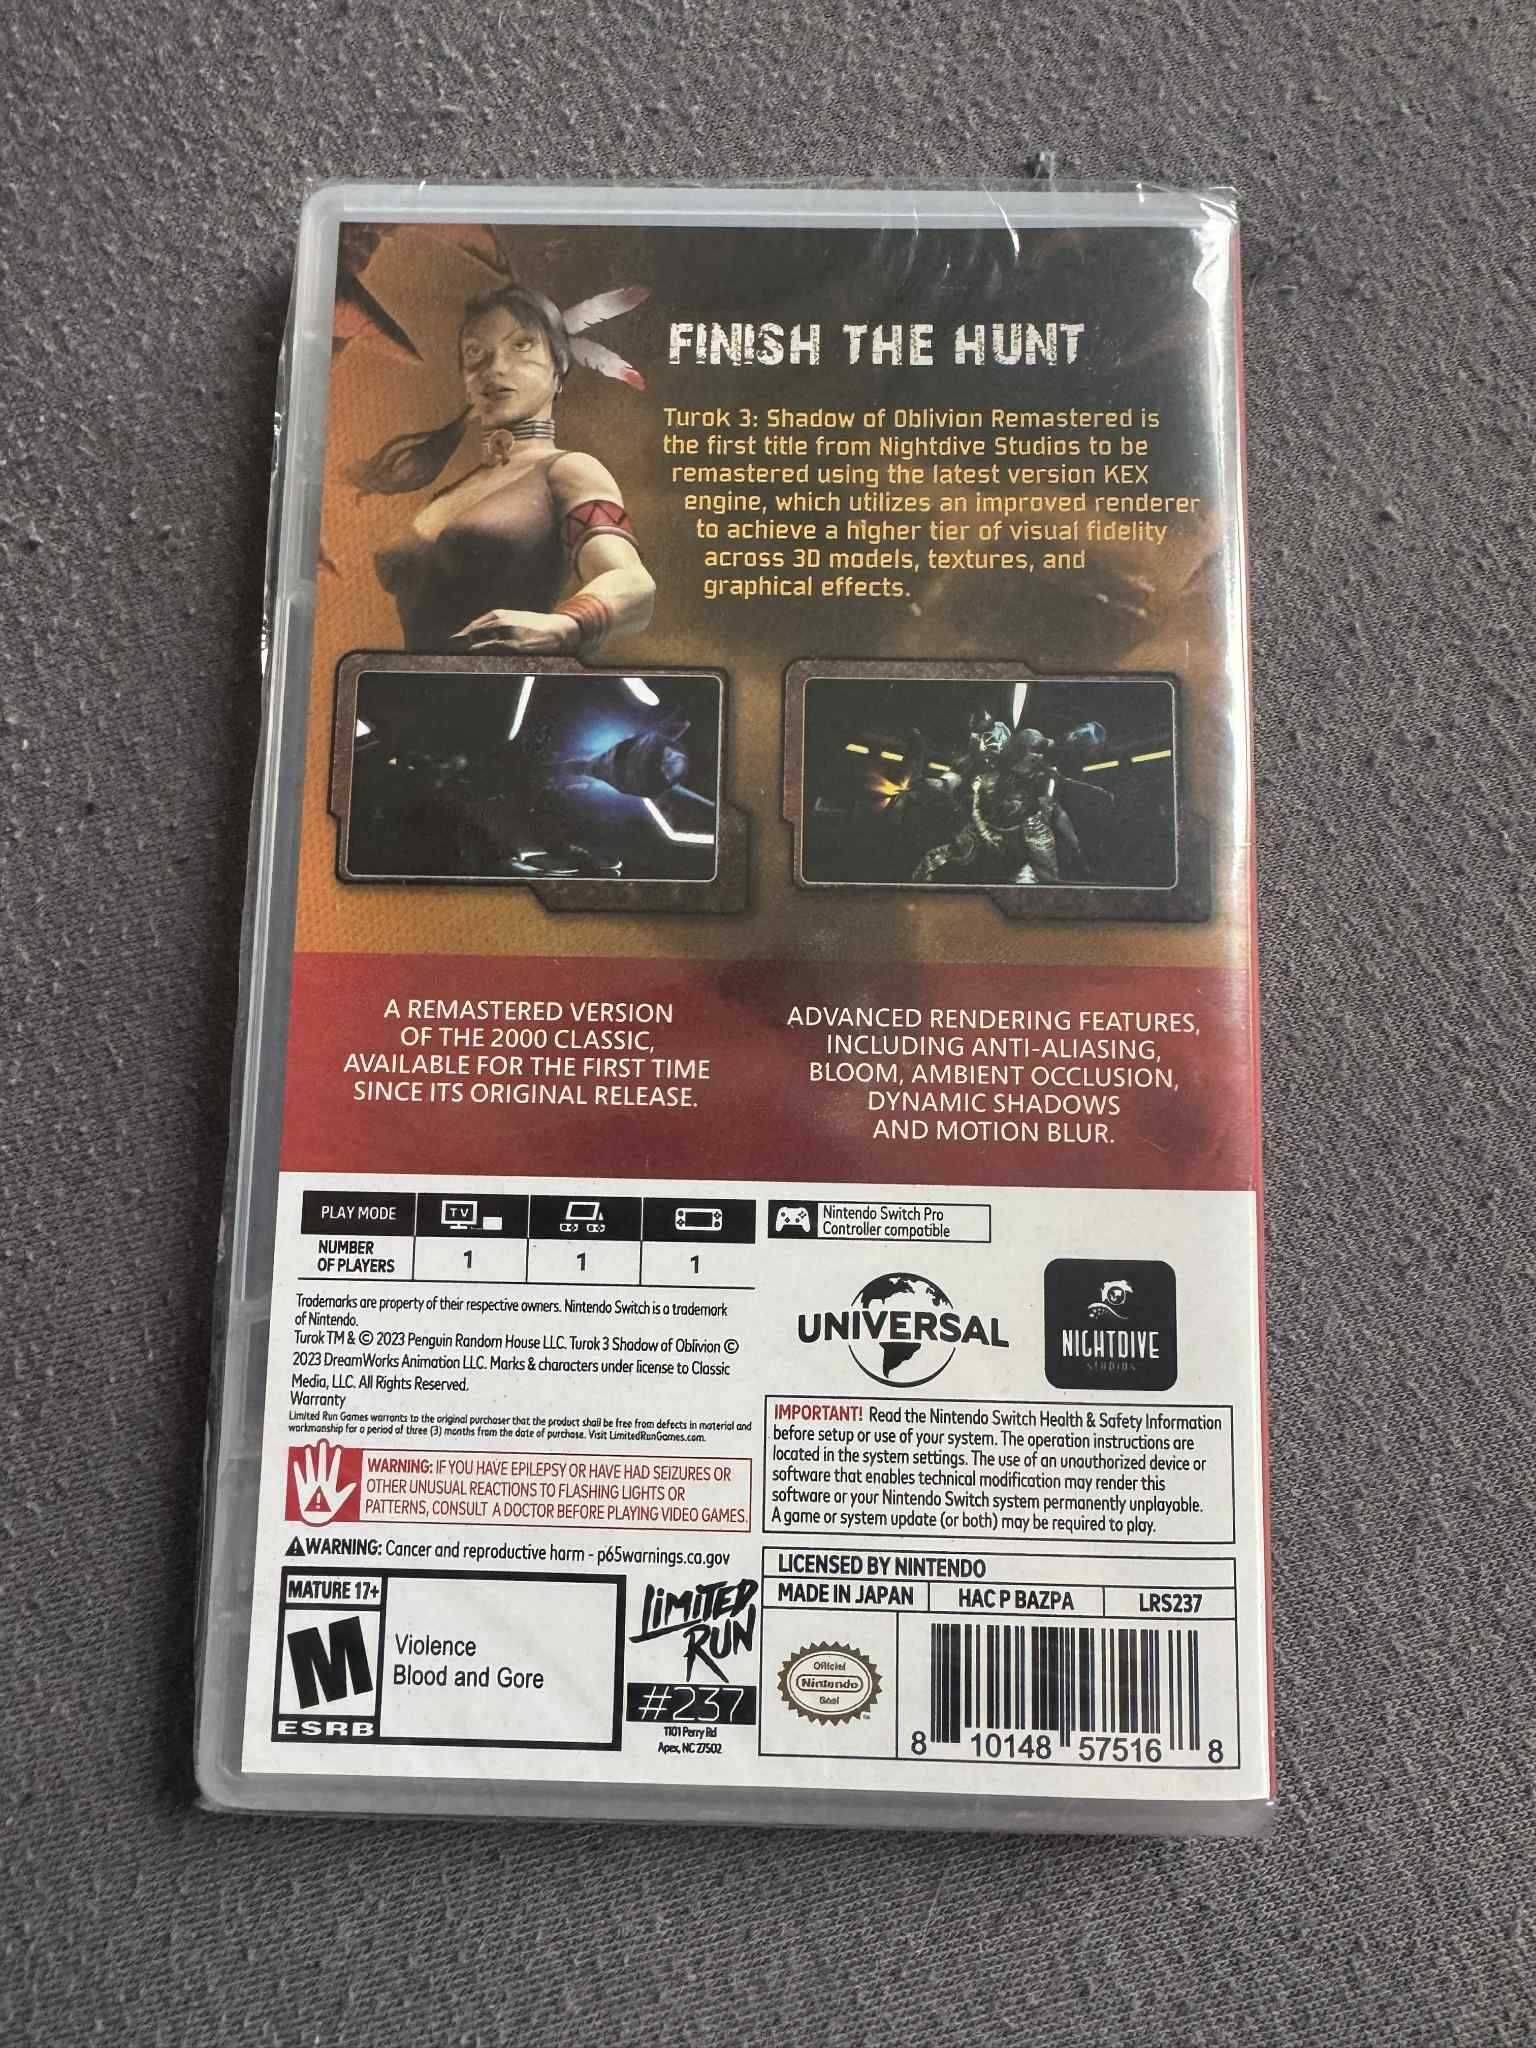 FINISH THE HUNT
Turok 3: Shadow of Oblivion Remastered is
the first title from Nightdive Studios to be
remastered using the latest version KEX
engine, which utilizes an improved renderer
to achieve a higher tier of visual fidelity
across 3D models, textures, and
graphical effects.
A REMASTERED VERSION
OF THE 2000 CLASSIC,
AVAILABLE FOR THE FIRST TIME
SINCE ITS ORIGINAL RELEASE.
ADVANCED RENDERING FEATURES,
INCLUDING ANTI-ALIASING,
BLOOM, AMBIENT OCCLUSION,
DYNAMIC SHADOWS
AND MOTION BLUR.
PLAY MODE
TV
NUMBER
OF PLAYERS
1
1
1
Nintendo Switch Pro
Controller compatible
Trademarks are property of their respective owners. Nintendo Switch is a trademark
of Nintendo.
Turok TM & © 2023 Penguin Random House LLC. Turok 3 Shadow of Oblivion ©
2023 DreamWorks Animation LLC. Marks & characters under license to Classic
Media, LLC. All Rights Reserved.
Warranty
Limited Run Games warrants to the original purchaser that the product shall be free from defects in material and
workmanship for a period of three (3) months from the date of purchase. Visit LimitedRunGames.com.
UNIVERSAL
NIGHTDIVE
STUDIOS
WARNING: IF YOU HAVE EPILEPSY OR HAVE HAD SEIZURES OR
OTHER UNUSUAL REACTIONS TO FLASHING LIGHTS OR
PATTERNS, CONSULT A DOCTOR BEFORE PLAYING VIDEO GAMES.
IMPORTANT! Read the Nintendo Switch Health & Safety Information
before setup or use of your system. The operation instructions are
located in the system settings. The use of an unauthorized device or
software that enables technical modification may render this
software or your Nintendo Switch system permanently unplayable.
A game or system update (or both) may be required to play.
⚠WARNING: Cancer and reproductive harm - p65warnings.ca.gov
MATURE 17+
M
ESRB
Violence
Blood and Gore
LIMITED
RUN
#237
1101 Perry Rd
Apex, NC 27502
LICENSED BY NINTENDO
MADE IN JAPAN
HAC P BAZPA
LRS237
Official
Nintendo
Seal
8 10148 57516 8